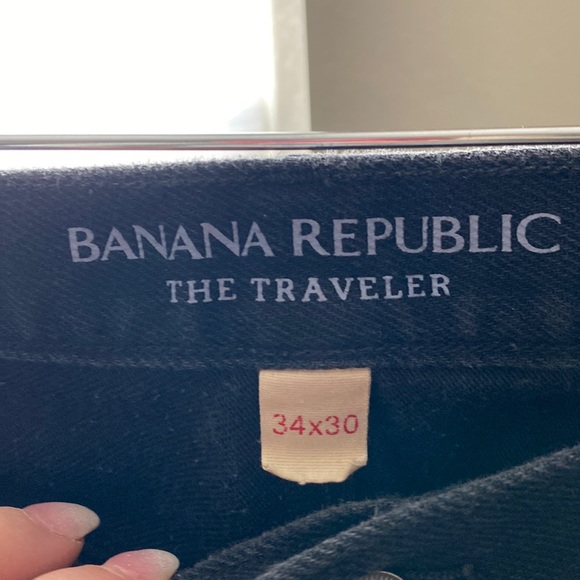 BANANA REPUBLIC
THE TRAVELER
34x30